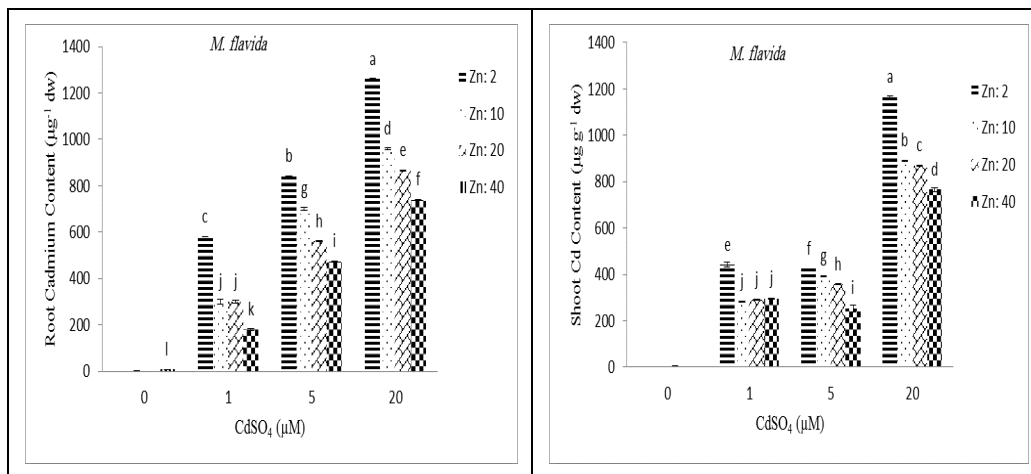 M. flavida
Root Cadmium Content (µg⁻¹ dw)
1400
1200
1000
800
600
400
200
0
l
c
j
j
k
b
g
h
i
a
d
e
f
0 1 5 20
CdSO₄ (µM)
Zn: 2
Zn: 10
Zn: 20
Zn: 40
M. flavida
Shoot Cd Content (µg g⁻¹ dw)
1400
1200
1000
800
600
400
200
0
e
j
j
j
f
g
h
i
a
b
c
d
0 1 5 20
CdSO₄ (µM)
Zn: 2
Zn: 10
Zn: 20
Zn: 40